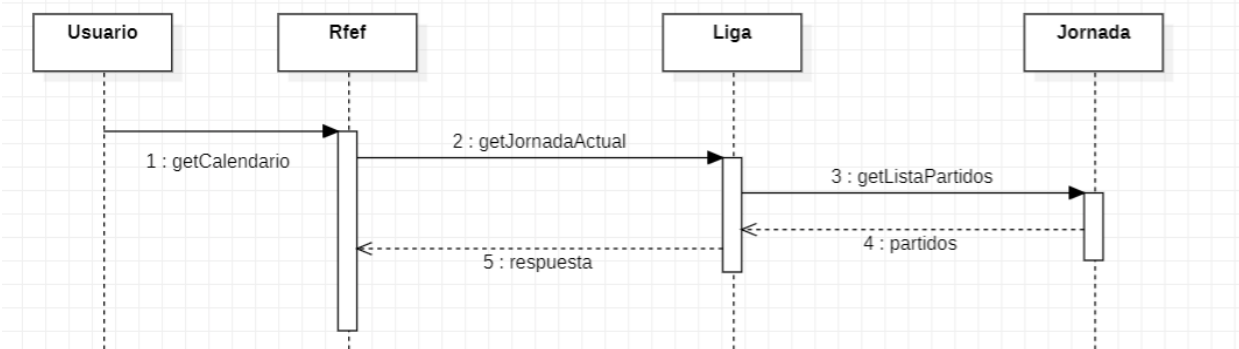 Usuario
Rfef
Liga
Jornada
1 : getCalendario
2 : getJornadaActual
3 : getListaPartidos
4 : partidos
5 : respuesta